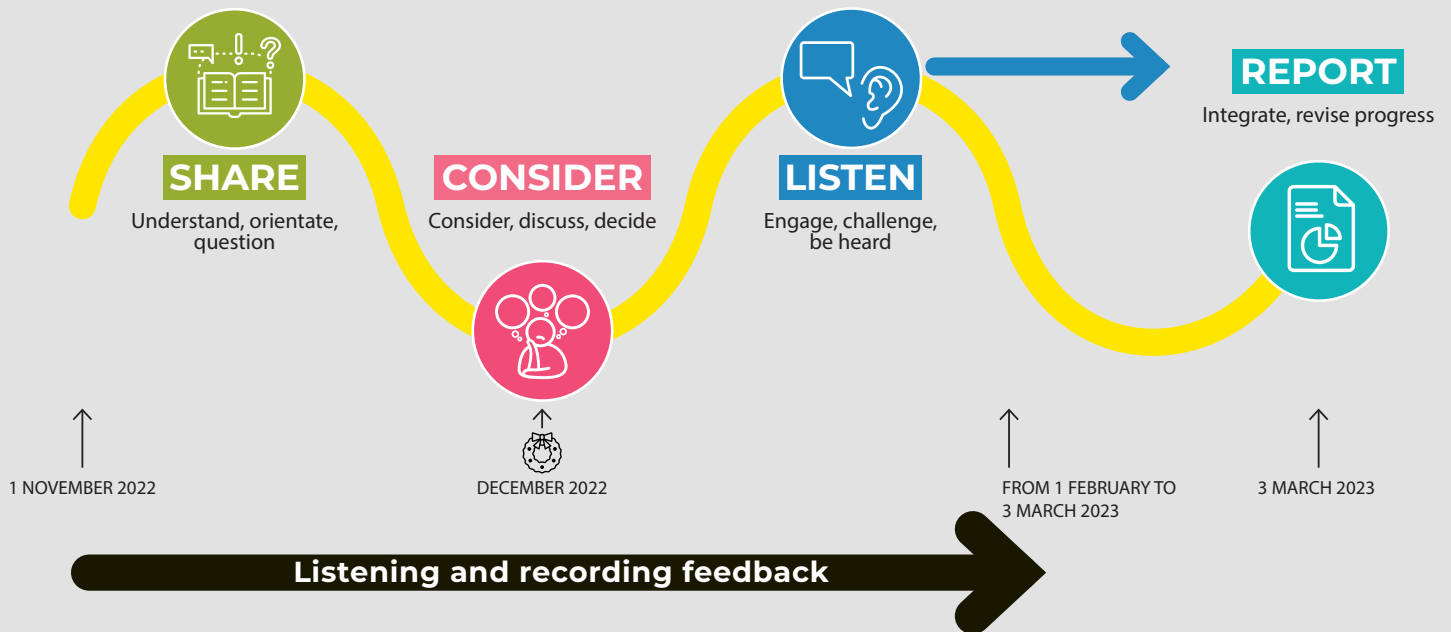 SHARE
Understand, orientate,
question
CONSIDER
Consider, discuss, decide
LISTEN
Engage, challenge,
be heard
REPORT
Integrate, revise progress
1 NOVEMBER 2022
DECEMBER 2022
FROM 1 FEBRUARY TO
3 MARCH 2023
3 MARCH 2023
Listening and recording feedback